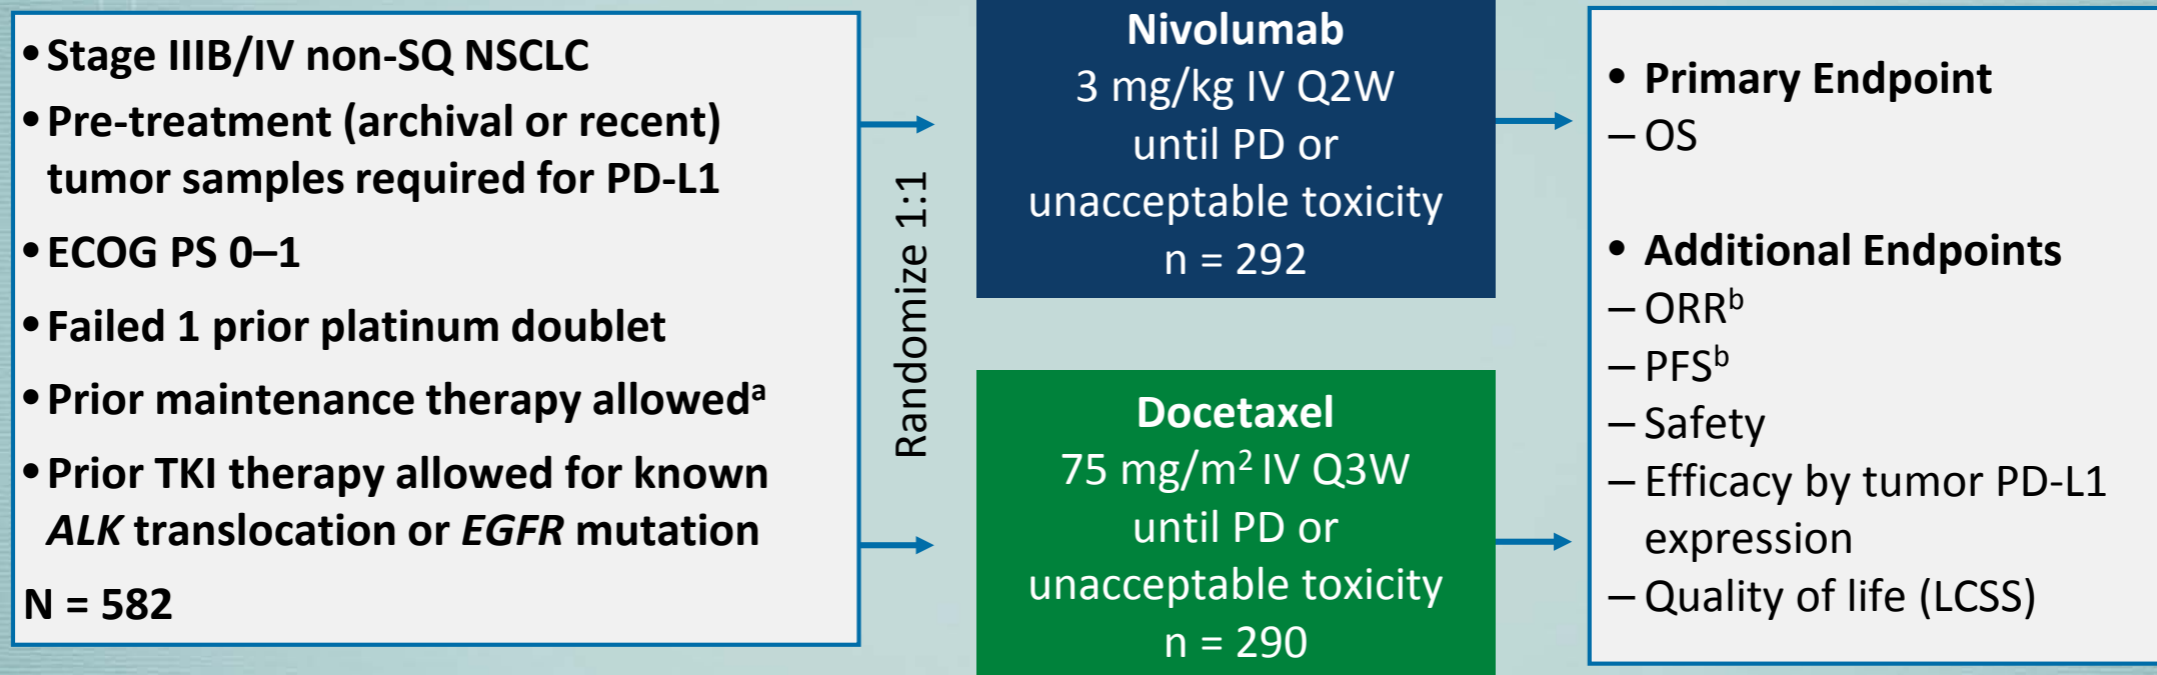 • Stage IIIB/IV non-SQ NSCLC
• Pre-treatment (archival or recent)
tumor samples required for PD-L1
• ECOG PS 0–1
• Failed 1 prior platinum doublet
• Prior maintenance therapy allowedᵃ
• Prior TKI therapy allowed for known
ALK translocation or EGFR mutation
N = 582
Randomize 1:1
Nivolumab
3 mg/kg IV Q2W
until PD or
unacceptable toxicity
n = 292
Docetaxel
75 mg/m² IV Q3W
until PD or
unacceptable toxicity
n = 290
• Primary Endpoint
– OS
• Additional Endpoints
– ORRᵇ
– PFSᵇ
– Safety
– Efficacy by tumor PD-L1
expression
– Quality of life (LCSS)